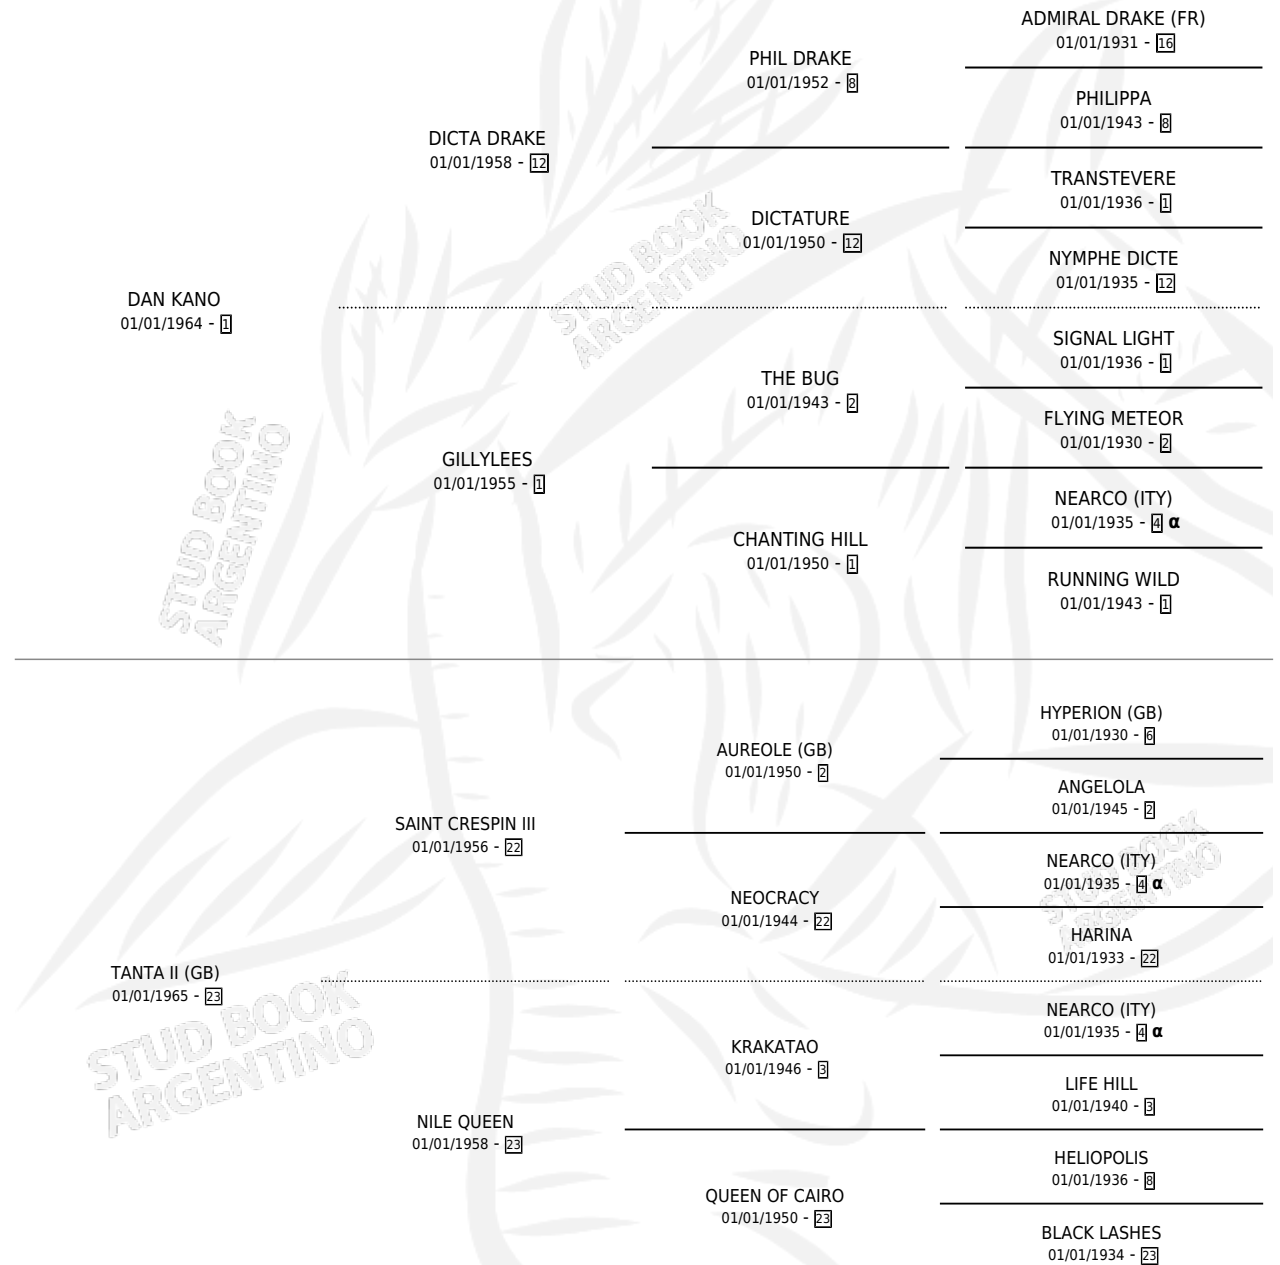 ADMIRAL DRAKE (FR)
01/01/1931 - 16
PHIL DRAKE
01/01/1952 - 8
PHILIPPA
01/01/1943 - 8
DICTA DRAKE
01/01/1958 - 12
TRANSTEVERE
01/01/1936 - 1
DICTATURE
01/01/1950 - 12
NYMPHE DICTE
01/01/1935 - 12
DAN KANO
01/01/1964 - 1
SIGNAL LIGHT
01/01/1936 - 1
THE BUG
01/01/1943 - 2
FLYING METEOR
01/01/1930 - 2
GILLYLEES
01/01/1955 - 1
NEARCO (ITY)
01/01/1935 - 4 α
CHANTING HILL
01/01/1950 - 1
RUNNING WILD
01/01/1943 - 1
HYPERION (GB)
01/01/1930 - 6
AUREOLE (GB)
01/01/1950 - 2
ANGELOLA
01/01/1945 - 2
SAINT CRESPIN III
01/01/1956 - 22
NEARCO (ITY)
01/01/1935 - 4 α
NEOCRACY
01/01/1944 - 22
HARINA
01/01/1933 - 22
TANTA II (GB)
01/01/1965 - 23
NEARCO (ITY)
01/01/1935 - 4 α
KRAKATAO
01/01/1946 - 3
LIFE HILL
01/01/1940 - 3
NILE QUEEN
01/01/1958 - 23
HELIOPOLIS
01/01/1936 - 8
QUEEN OF CAIRO
01/01/1950 - 23
BLACK LASHES
01/01/1934 - 23
STUD BOOK
ARGENTINO
STUD BOOK
ARGENTINO
STUD BOOK
ARGENTINO
STUD BOOK
ARGENTINO